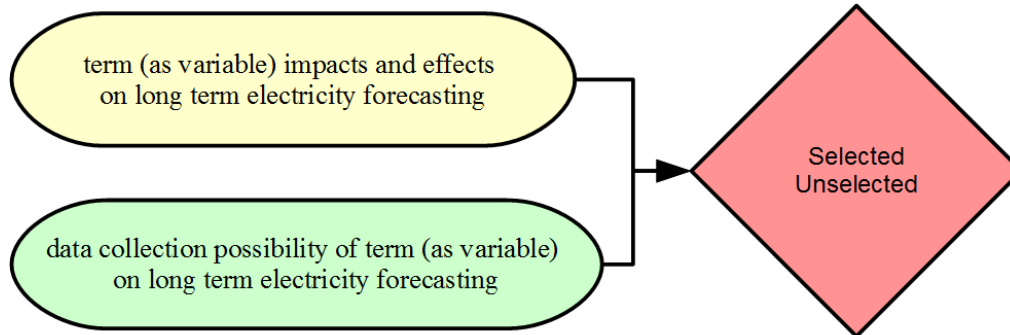 term (as variable) impacts and effects
on long term electricity forecasting
data collection possibility of term (as variable)
on long term electricity forecasting
Selected
Unselected